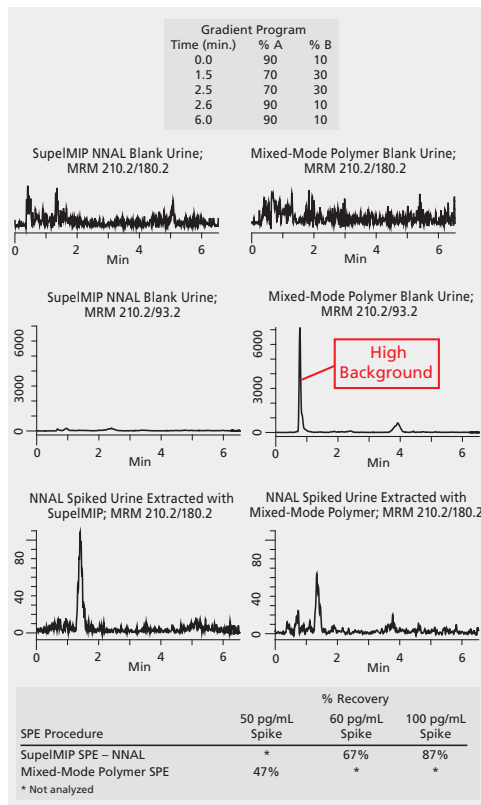 Gradient Program
Time (min.) % A % B
0.0 90 10
1.5 70 30
2.5 70 30
2.6 90 10
6.0 90 10
SupelMIP NNAL Blank Urine;
MRM 210.2/180.2
0 2 4 6
Min
Mixed-Mode Polymer Blank Urine;
MRM 210.2/180.2
0 2 4 6
Min
SupelMIP NNAL Blank Urine;
MRM 210.2/93.2
6000
3000
0
0 2 4 6
Min
Mixed-Mode Polymer Blank Urine;
MRM 210.2/93.2
High
Background
6000
3000
0
0 2 4 6
Min
NNAL Spiked Urine Extracted with
SupelMIP; MRM 210.2/180.2
80
40
0
0 2 4 6
Min
NNAL Spiked Urine Extracted with
Mixed-Mode Polymer; MRM 210.2/180.2
80
40
0
0 2 4 6
Min
% Recovery
50 pg/mL 60 pg/mL 100 pg/mL
SPE Procedure Spike Spike Spike
SupelMIP SPE – NNAL * 67% 87%
Mixed-Mode Polymer SPE 47% * *
* Not analyzed